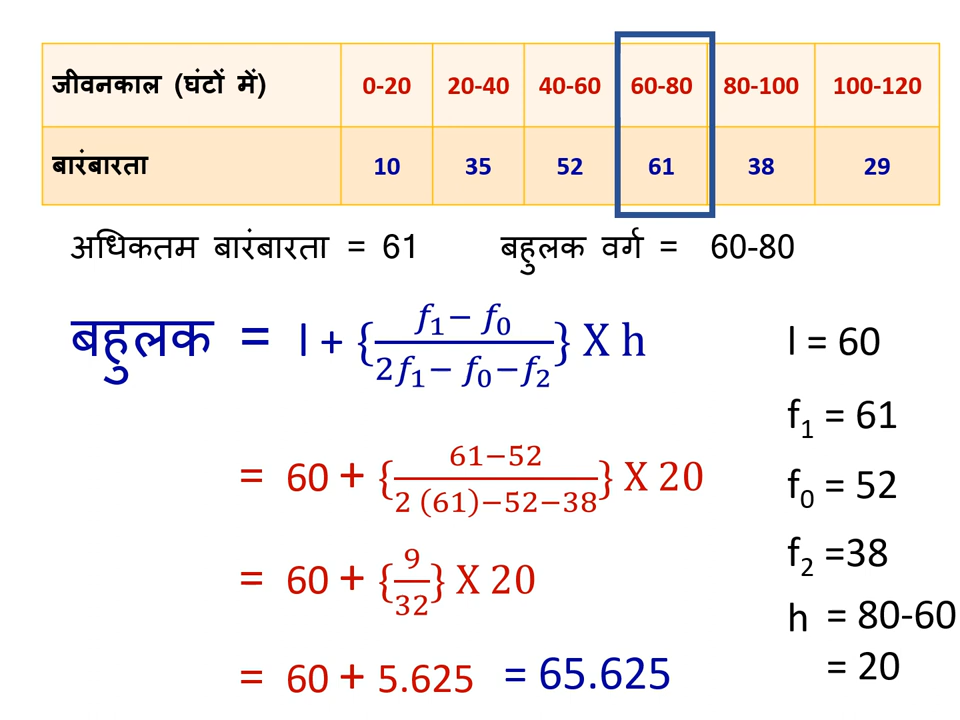 जीवनकाल (घंटों में) 0-20 20-40 40-60 60-80 80-100 100-120
बारंबारता 10 35 52 61 38 29
अधिकतम बारंबारता = 61 बहुलक वर्ग = 60-80
बहुलक = l + {\frac{f₁− f₀}{2f₁− f₀−f₂}} X h
= 60 + {\frac{61−52}{2 (61)−52−38}} X 20
= 60 + {\frac{9}{32}} X 20
= 60 + 5.625 = 65.625
l = 60
f₁ = 61
f₀ = 52
f₂ =38
h = 80-60
= 20